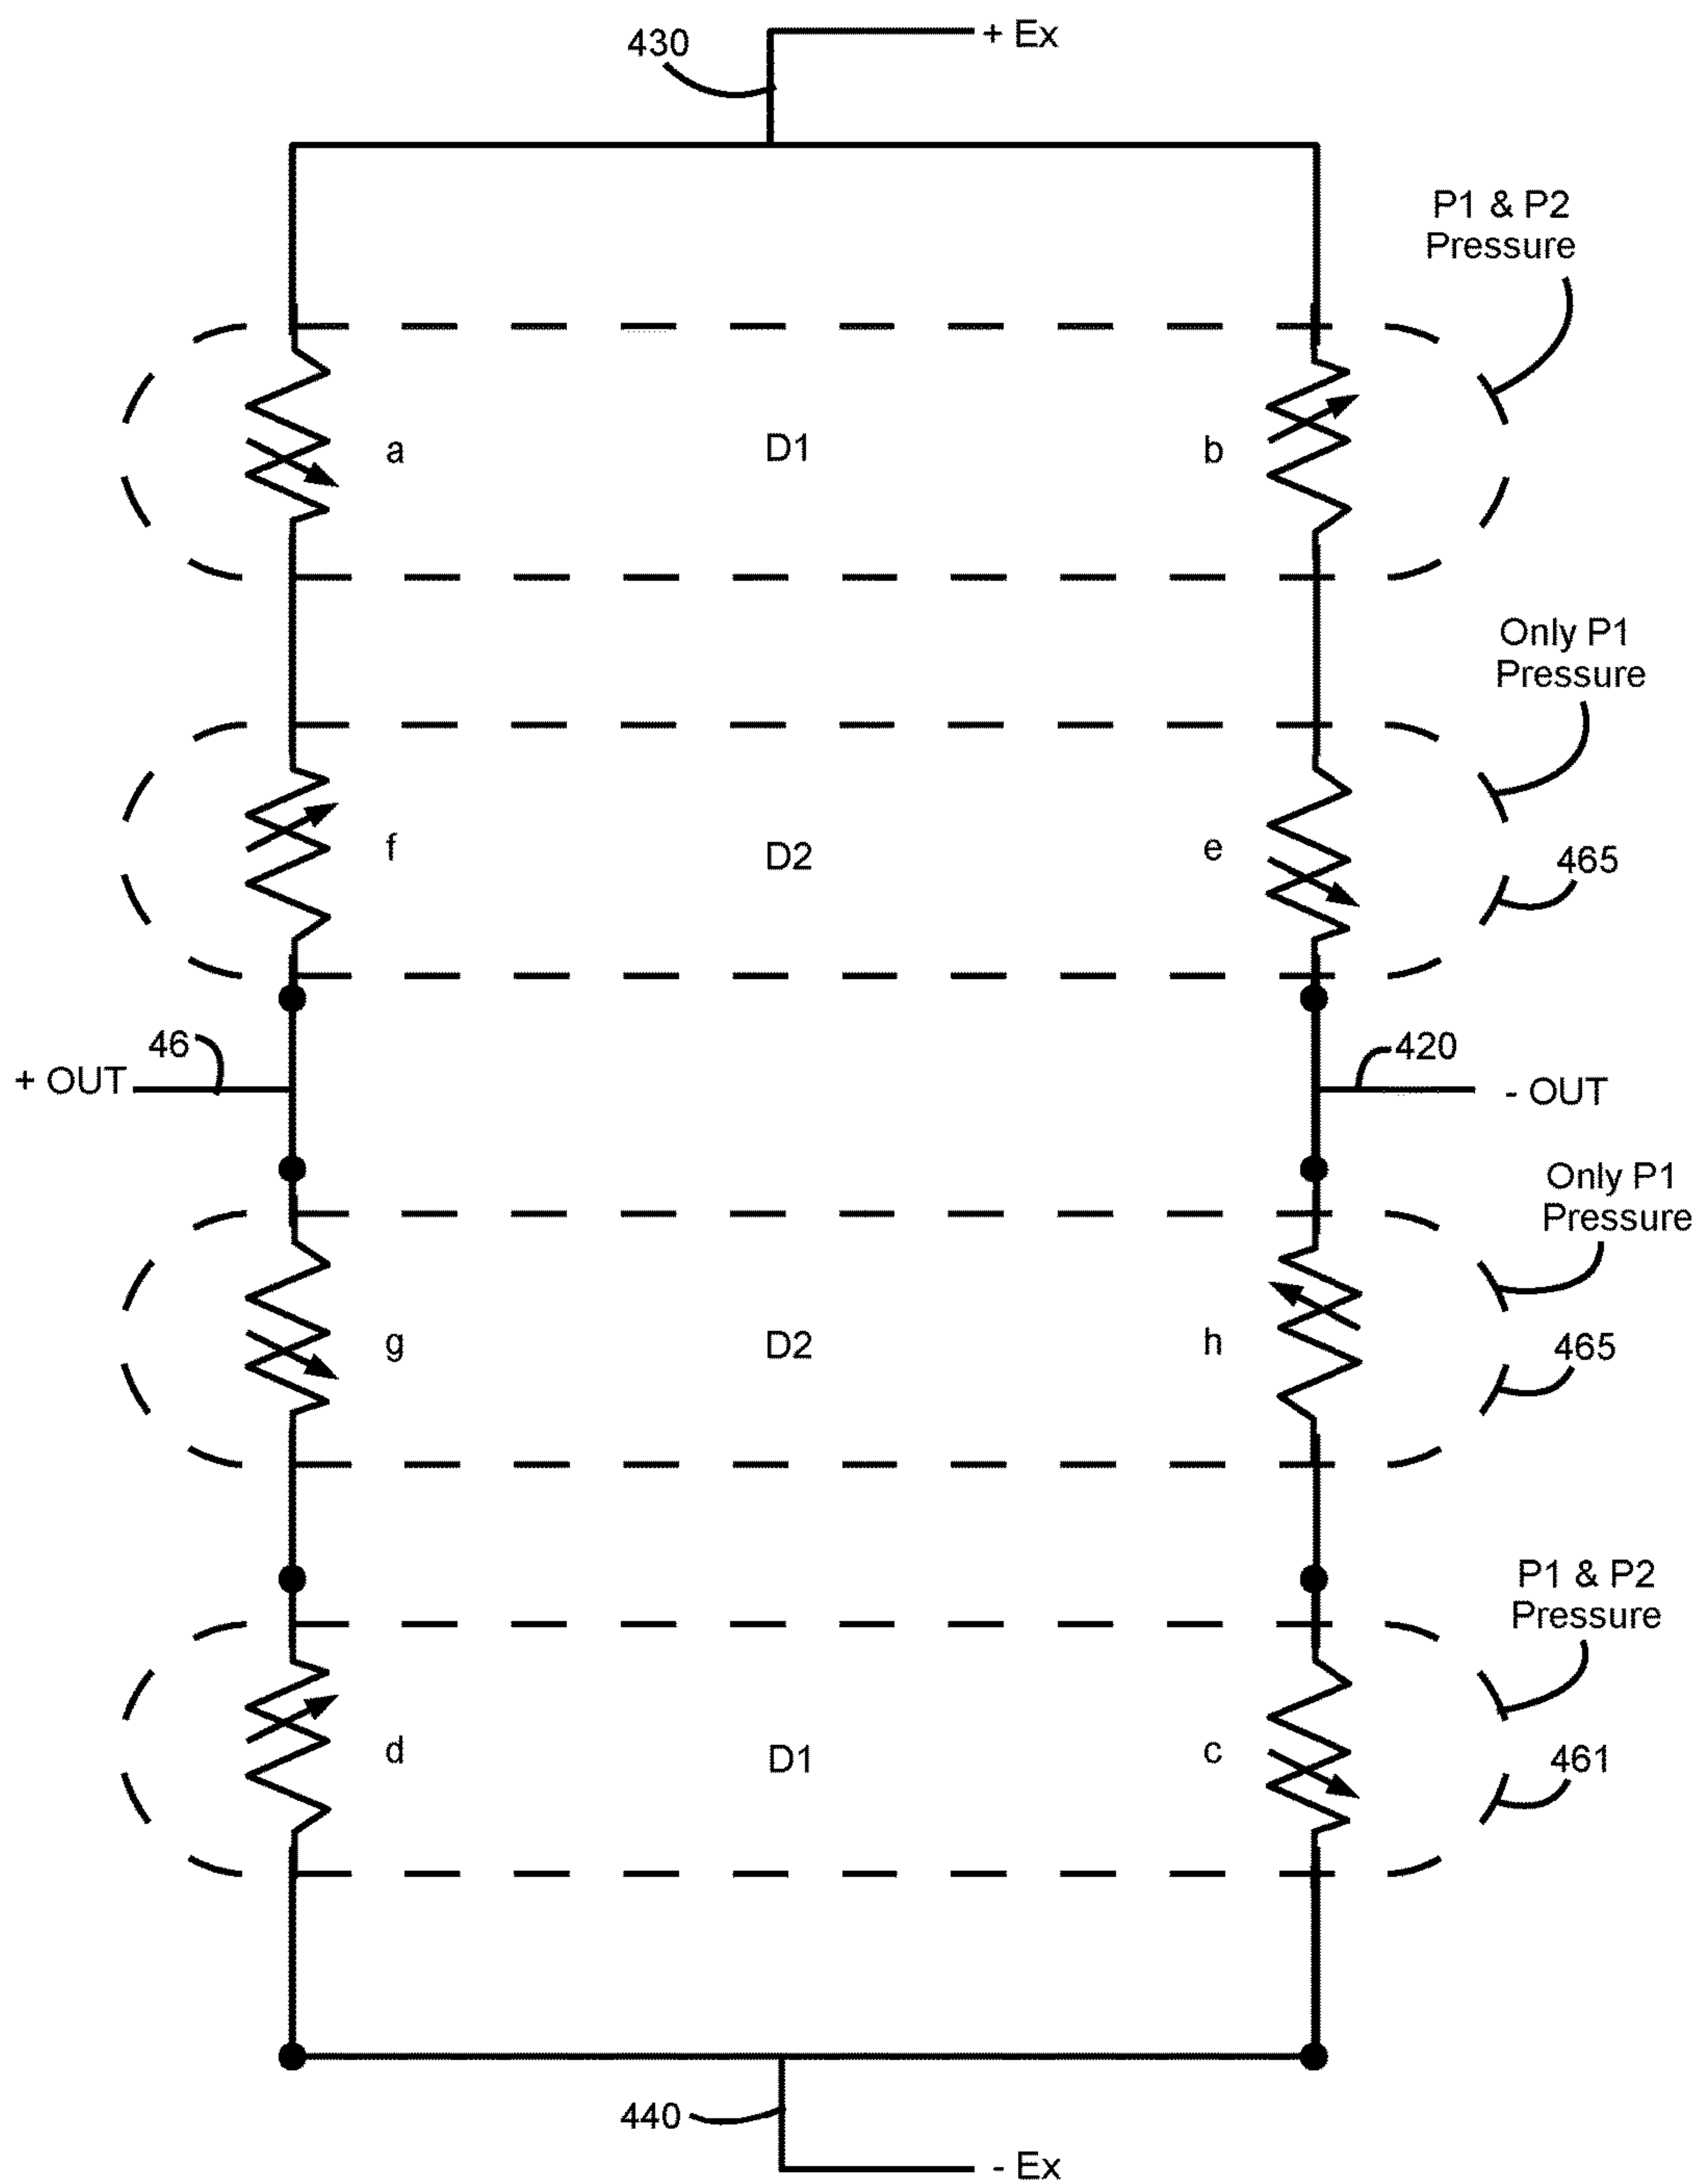 430
+ Ex
P1 & P2
Pressure
a
D1
b
Only P1
Pressure
f
D2
e
465
46
+ OUT
420
- OUT
Only P1
Pressure
g
D2
h
465
P1 & P2
Pressure
d
D1
c
461
440
- Ex